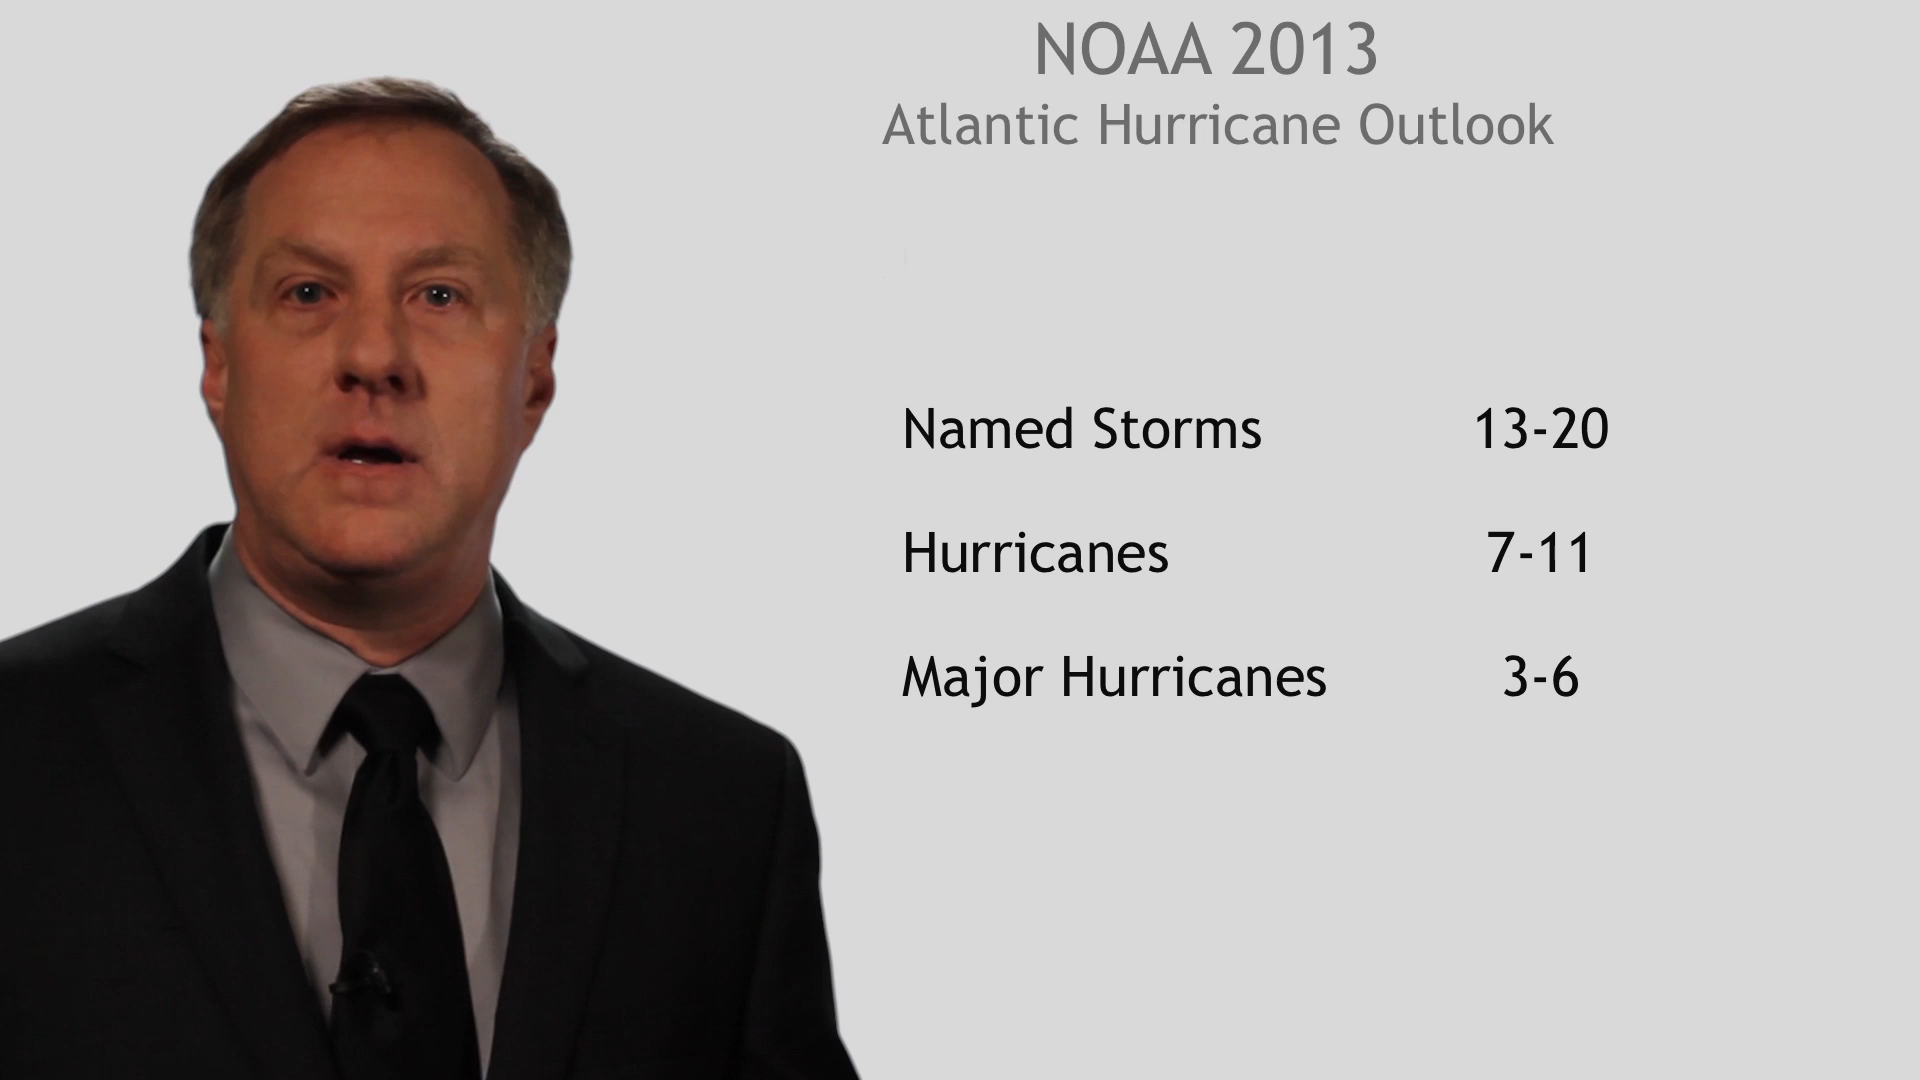 NOAA 2013
Atlantic Hurricane Outlook
Named Storms 13-20
Hurricanes 7-11
Major Hurricanes 3-6